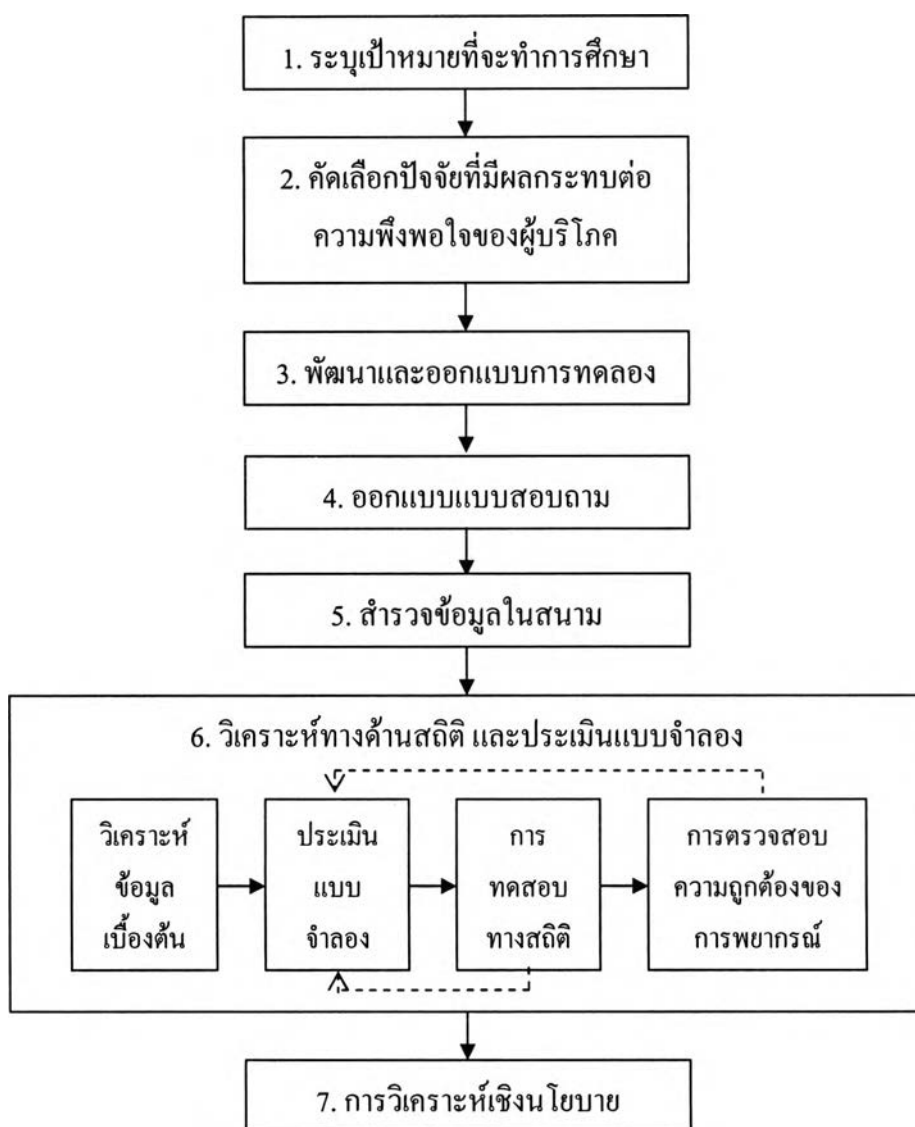 1. ระบุเป้าหมายที่จะทำการศึกษา
2. คัดเลือกปัจจัยที่มีผลกระทบต่อ
ความพึงพอใจของผู้บริโภค
3. พัฒนาและออกแบบการทดลอง
4. ออกแบบแบบสอบถาม
5. สำรวจข้อมูลในสนาม
6. วิเคราะห์ทางด้านสถิติ และประเมินแบบจำลอง
วิเคราะห์
ข้อมูล
เบื้องต้น
ประเมิน
แบบ
จำลอง
การ
ทดสอบ
ทางสถิติ
การตรวจสอบ
ความถูกต้องของ
การพยากรณ์
7. การวิเคราะห์เชิงนโยบาย